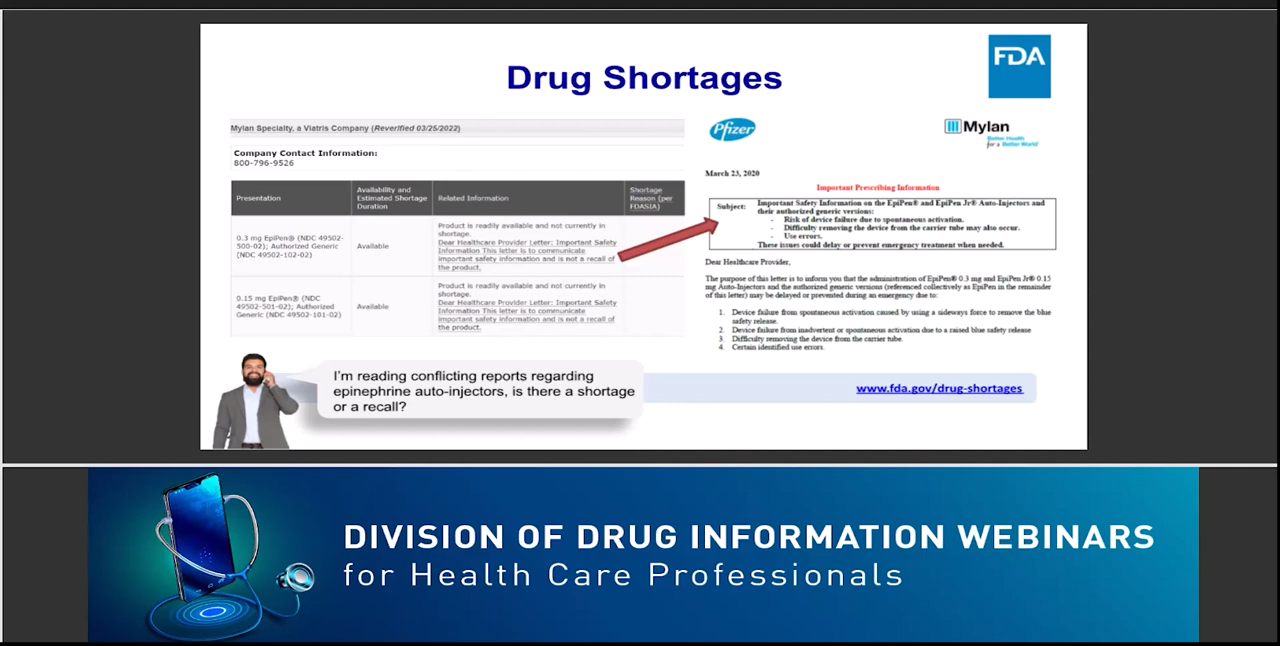 Drug Shortages
FDA
Mylan Specialty, a Viatris Company (Reverified 03/25/2022)
Company Contact Information:
800-796-9526
Presentation
Availability and
Estimated Shortage
Duration
Related Information
Shortage
Reason (per
FDASIA)
0.3 mg EpiPen® (NDC 49502-
500-02); Authorized Generic
(NDC 49502-102-02)
Available
Product is readily available and not currently in
shortage.
Dear Healthcare Provider Letter: Important Safety
Information This letter is to communicate
important safety information and is not a recall of
the product.
0.15 mg EpiPen® (NDC
49502-501-02); Authorized
Generic (NDC 49502-101-02)
Available
Product is readily available and not currently in
shortage.
Dear Healthcare Provider Letter: Important Safety
Information This letter is to communicate
important safety information and is not a recall of
the product.
Pfizer
Mylan
Better Health
for a Better World
March 23, 2020
Important Prescribing Information
Subject: Important Safety Information on the EpiPen® and EpiPen Jr® Auto-Injectors and
their authorized generic versions:
- Risk of device failure due to spontaneous activation.
- Difficulty removing the device from the carrier tube may also occur.
- Use errors.
These issues could delay or prevent emergency treatment when needed.
Dear Healthcare Provider,
The purpose of this letter is to inform you that the administration of EpiPen® 0.3 mg and EpiPen Jr® 0.15
mg Auto-Injectors and the authorized generic versions (referenced collectively as EpiPen in the remainder
of this letter) may be delayed or prevented during an emergency due to:
1. Device failure from spontaneous activation caused by using a sideways force to remove the blue
safety release.
2. Device failure from inadvertent or spontaneous activation due to a raised blue safety release
3. Difficulty removing the device from the carrier tube.
4. Certain identified use errors.
I'm reading conflicting reports regarding
epinephrine auto-injectors, is there a shortage
or a recall?
www.fda.gov/drug-shortages
DIVISION OF DRUG INFORMATION WEBINARS
for Health Care Professionals